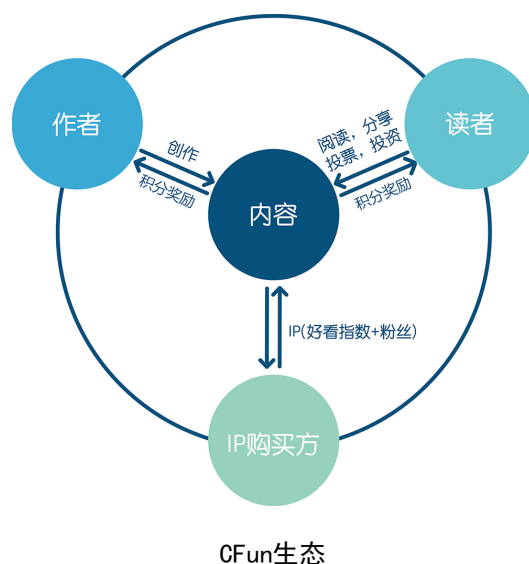 作者
读者
创作
积分奖励
阅读，分享
投票，投资
积分奖励
内容
IP(好看指数+粉丝)
IP购买方
CFun生态